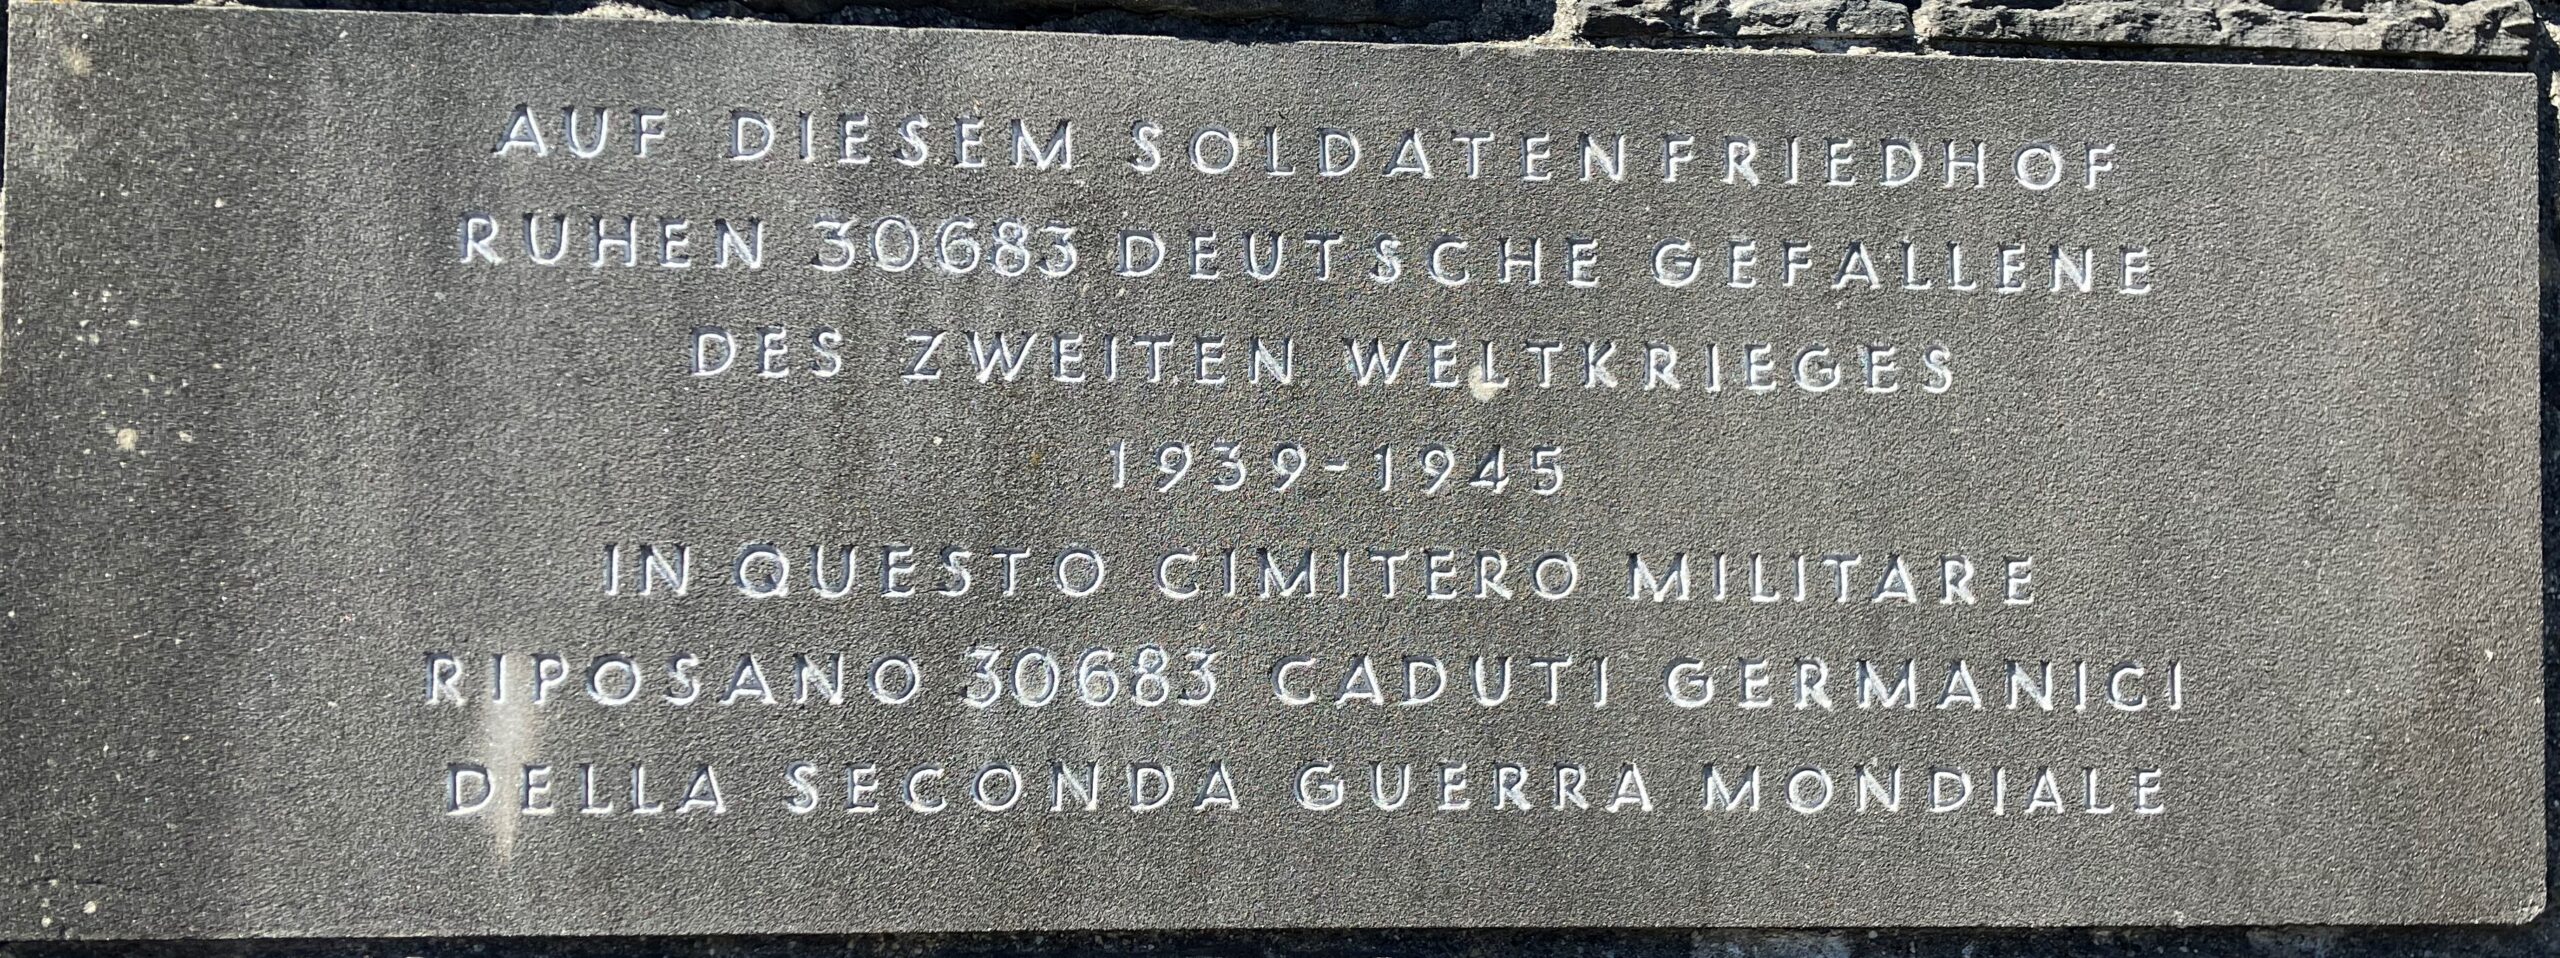 AUF DIESEM SOLDATENFRIEDHOF
RUHEN 30683 DEUTSCHE GEFALLENE
DES ZWEITEN WELTKRIEGES
1939-1945
IN QUESTO CIMITERO MILITARE
RIPOSANO 30683 CADUTI GERMANICI
DELLA SECONDA GUERRA MONDIALE